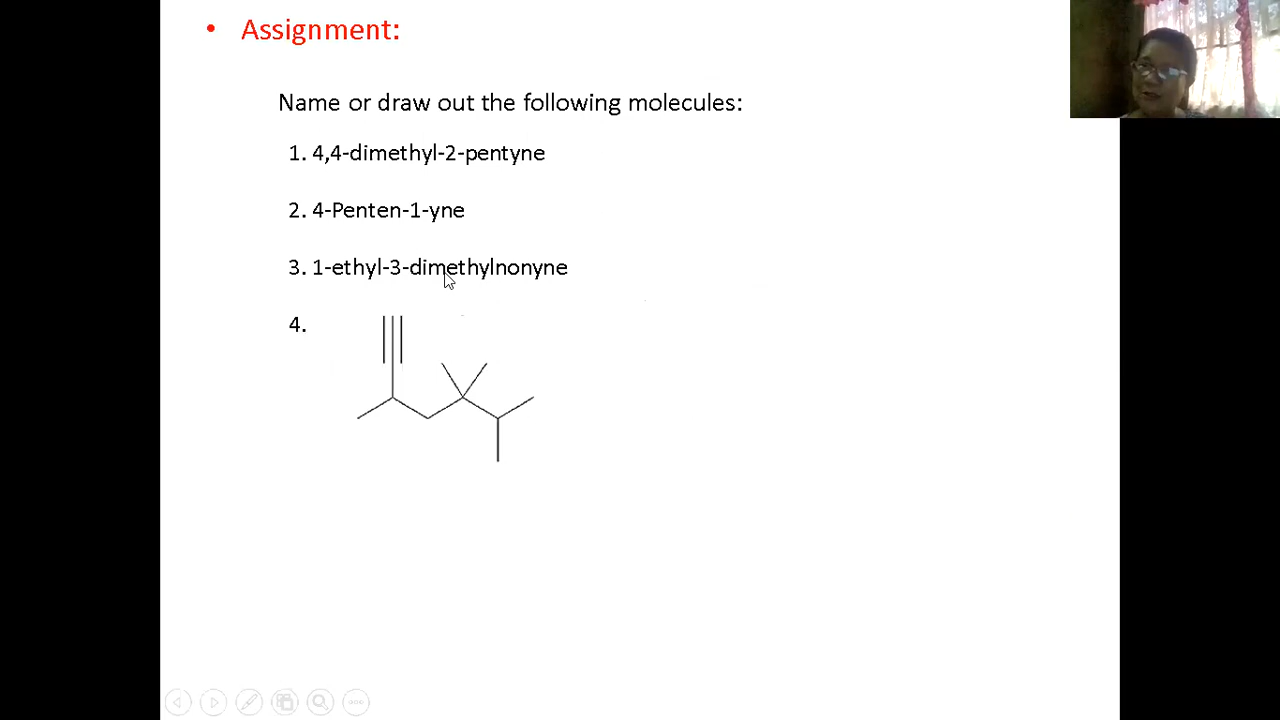 • Assignment:
Name or draw out the following molecules:
1. 4,4-dimethyl-2-pentyne
2. 4-Penten-1-yne
3. 1-ethyl-3-dimethylnonyne
4.